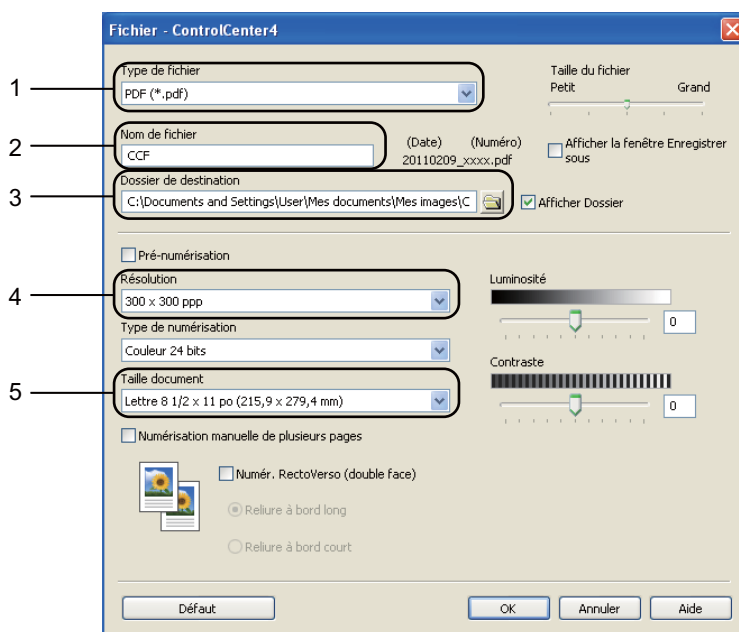 Fichier - ControlCenter4
1
Type de fichier
PDF (*.pdf)
Taille du fichier
Petit Grand
2
Nom de fichier
CCF
(Date) (Numéro)
20110209_xxxx.pdf
Afficher la fenêtre Enregistrer
sous
3
Dossier de destination
C:\Documents and Settings\User\Mes documents\Mes images\C
Afficher Dossier
Pré-numérisation
4
Résolution
300 x 300 ppp
Luminosité
0
Type de numérisation
Couleur 24 bits
Contraste
0
5
Taille document
Lettre 8 1/2 x 11 po (215,9 x 279,4 mm)
Numérisation manuelle de plusieurs pages
Numér. RectoVerso (double face)
Reliure à bord long
Reliure à bord court
Défaut OK Annuler Aide